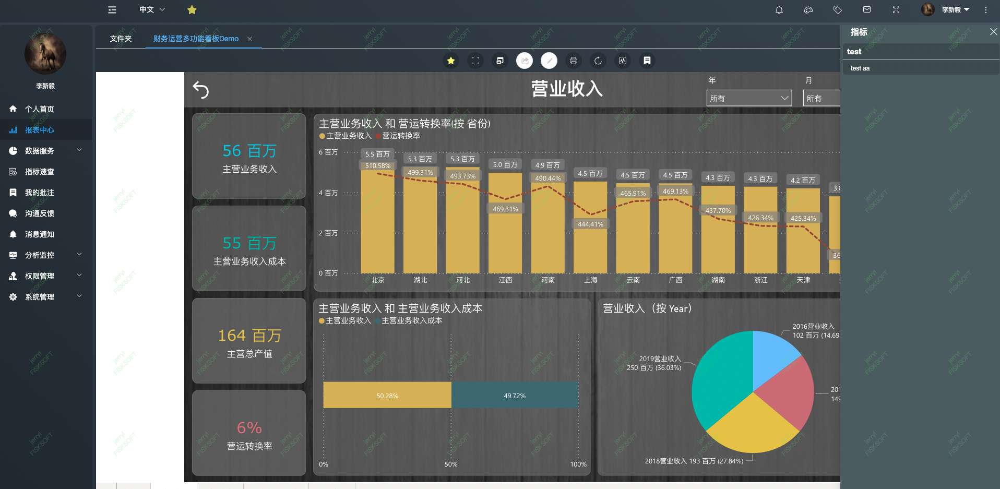 中文
李新毅
李新毅
个人首页
报表中心
数据服务
指标速查
我的批注
沟通反馈
消息通知
分析监控
权限管理
系统管理
文件夹
财务运营多功能看板Demo
营业收入
年
所有
月
所有
56 百万
主营业务收入
55 百万
主营业务收入成本
164 百万
主营总产值
6%
营运转换率
主营业务收入 和 营运转换率(按 省份)
主营业务收入 营运转换率
6 百万
4 百万
2 百万
0 百万
5.5 百万
5.3 百万
5.3 百万
5.0 百万
4.9 百万
4.5 百万
4.5 百万
4.5 百万
4.3 百万
4.3 百万
4.2 百万
3.8
510.58%
499.31%
493.73%
469.31%
490.44%
444.41%
465.91%
469.13%
437.70%
426.34%
425.34%
36
北京
湖北
河北
江西
河南
上海
云南
广西
湖南
浙江
天津
主营业务收入 和 主营业务收入成本
主营业务收入 主营业务收入成本
50.28%
49.72%
0%
50%
100%
营业收入（按 Year）
2016营业收入
102 百万 (14.69%
2019营业收入
250 百万 (36.03%)
201
149
2018营业收入 193 百万 (27.84%)
指标
test
test aa
jerryl
FISKSOFT